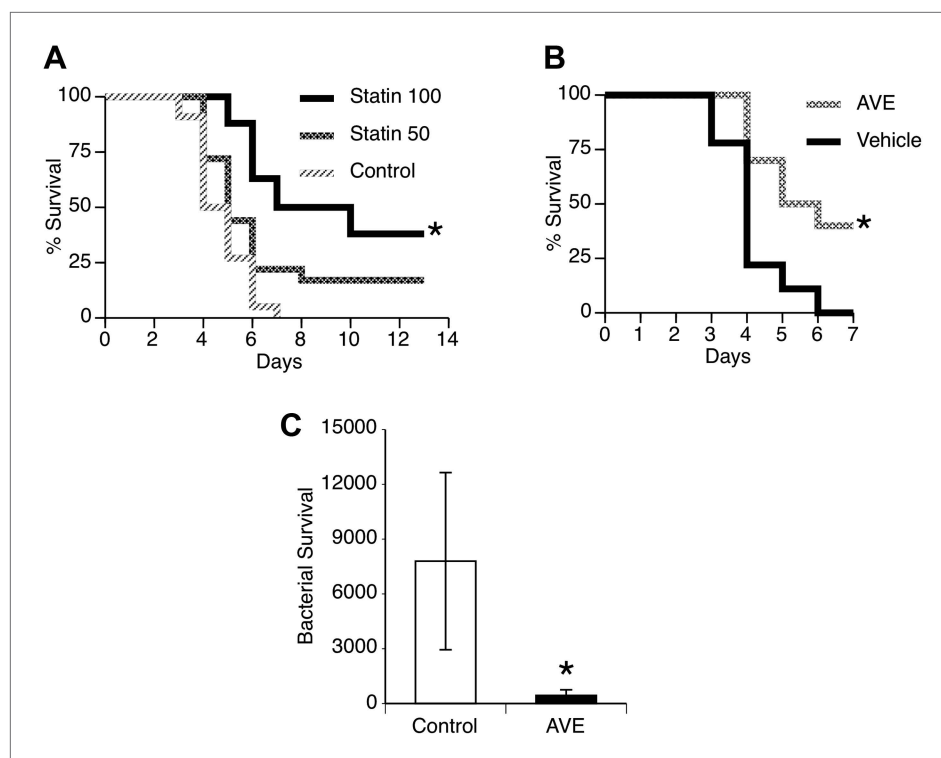 A
% Survival
100
75
50
25
0
0 2 4 6 8 10 12 14
Days
Statin 100
Statin 50
Control
*
B
% Survival
100
75
50
25
0
0 1 2 3 4 5 6 7
Days
AVE
Vehicle
*
C
Bacterial Survival
15000
12000
9000
6000
3000
0
*
Control AVE